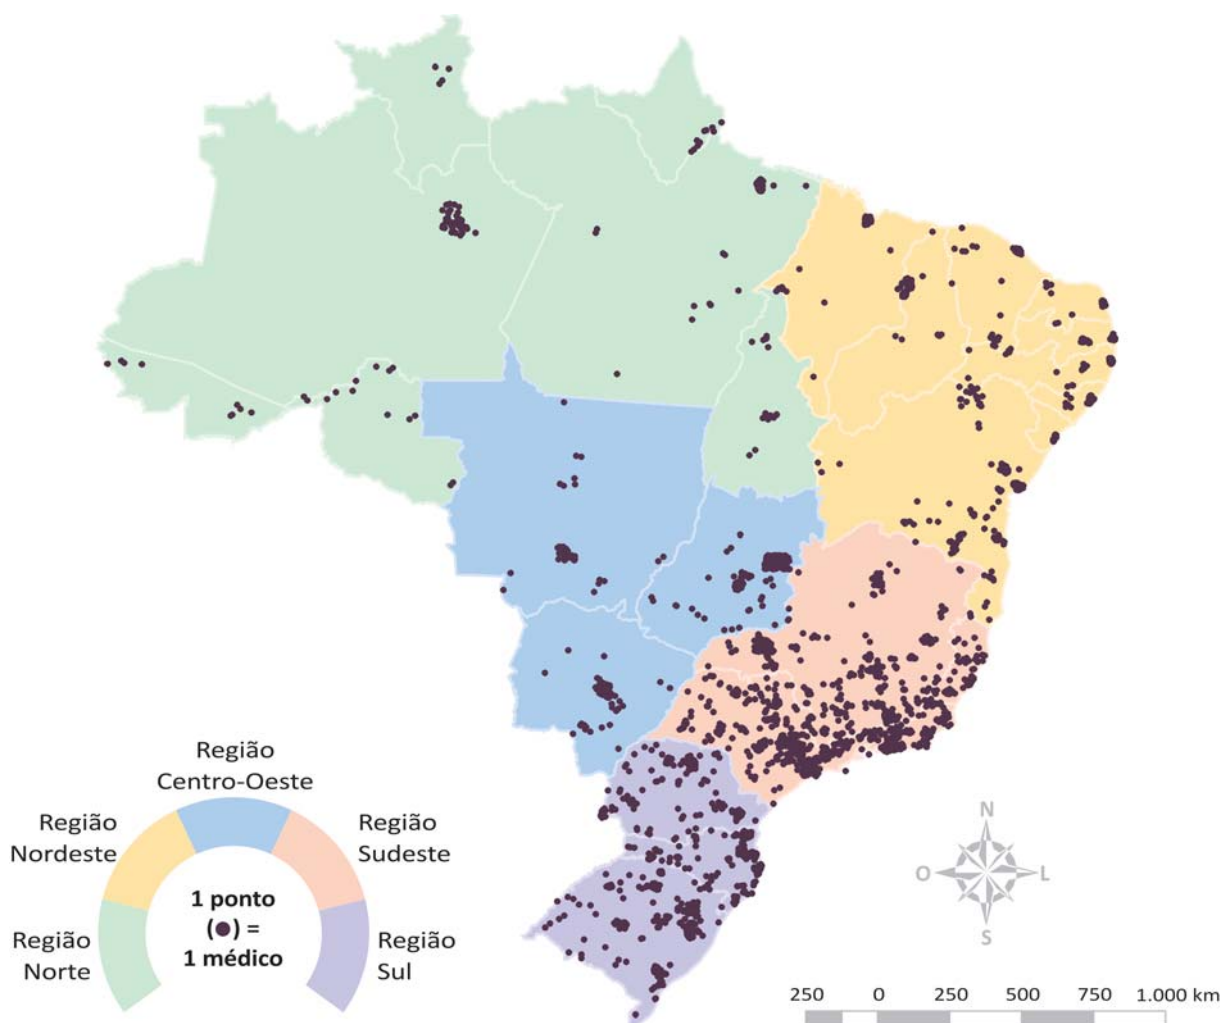 Região
Centro-Oeste
Região
Nordeste
Região
Sudeste
1 ponto
(●) =
1 médico
Região
Norte
Região
Sul
N
O
L
S
250 0 250 500 750 1.000 km